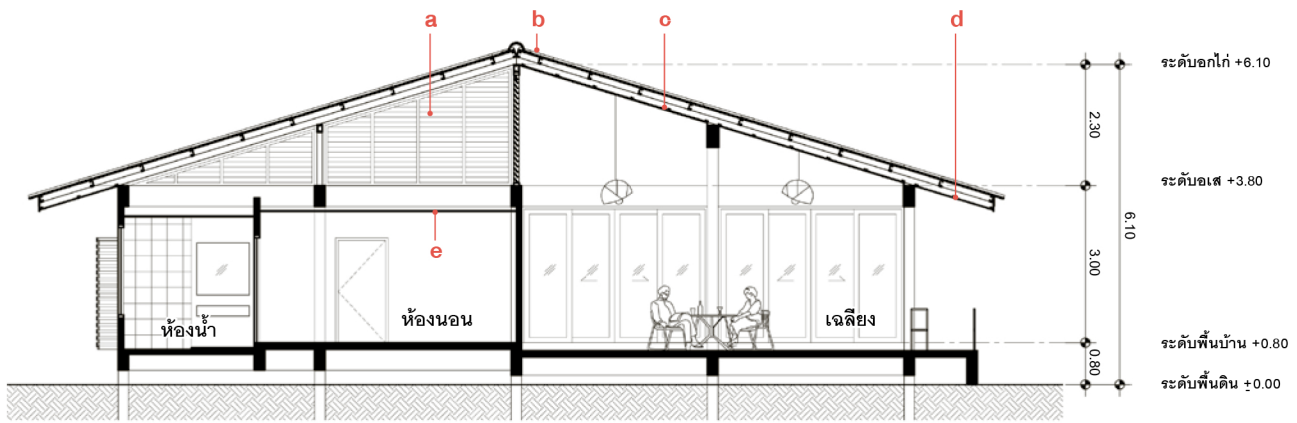 a
b
c
d
ระดับอกไก่ +6.10
2.30
ระดับอเส +3.80
6.10
e
3.00
ห้องน้ำ
ห้องนอน
เฉลียง
ระดับพื้นบ้าน +0.80
0.80
ระดับพื้นดิน ±0.00